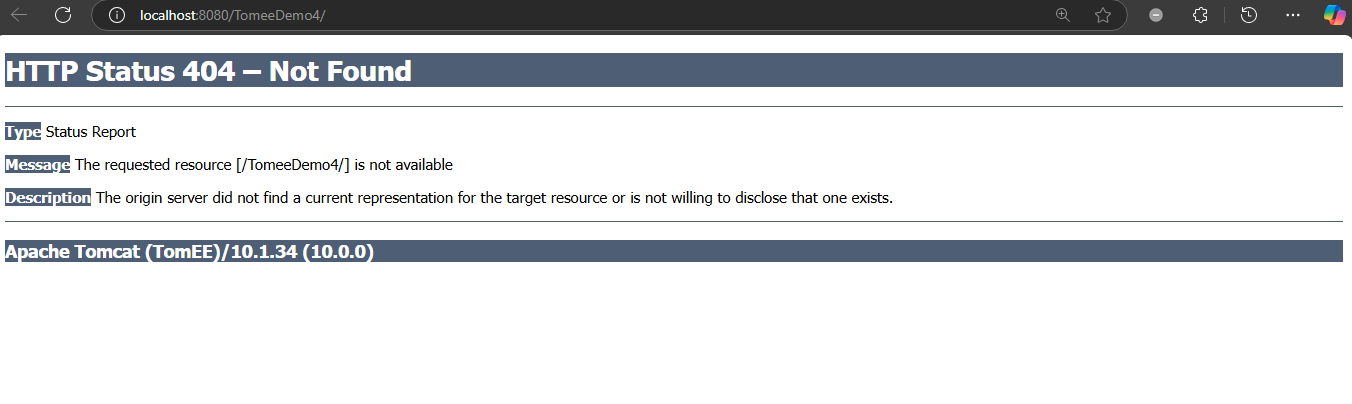 localhost:8080/TomeeDemo4/
HTTP Status 404 – Not Found
Type Status Report
Message The requested resource [/TomeeDemo4/] is not available
Description The origin server did not find a current representation for the target resource or is not willing to disclose that one exists.
Apache Tomcat (TomEE)/10.1.34 (10.0.0)